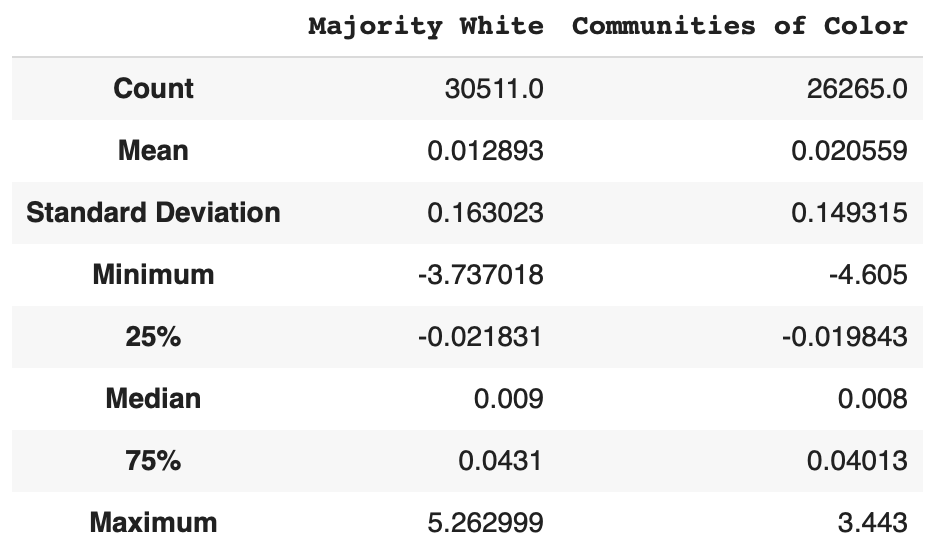 Majority White Communities of Color
Count 30511.0 26265.0
Mean 0.012893 0.020559
Standard Deviation 0.163023 0.149315
Minimum -3.737018 -4.605
25% -0.021831 -0.019843
Median 0.009 0.008
75% 0.0431 0.04013
Maximum 5.262999 3.443